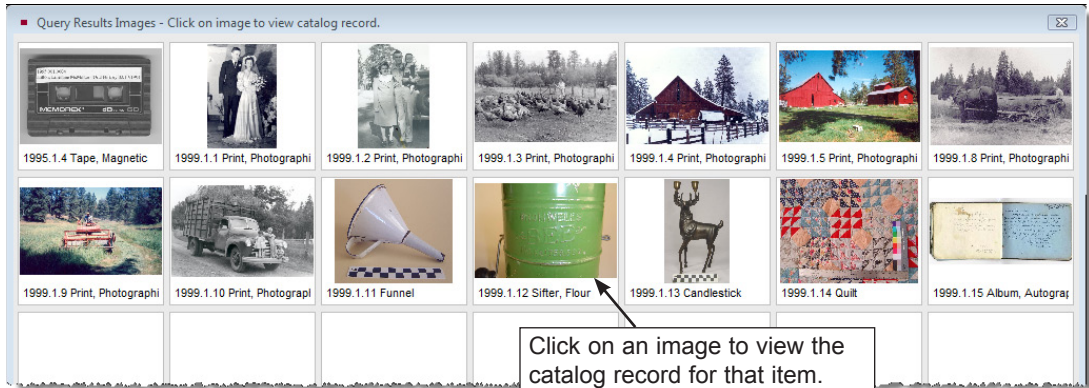 Query Results Images - Click on image to view catalog record.
MEMOREX
dB
1995.1.4 Tape, Magnetic
1999.1.1 Print, Photographi
1999.1.2 Print, Photographi
1999.1.3 Print, Photographi
1999.1.4 Print, Photographi
1999.1.5 Print, Photographi
1999.1.8 Print, Photographi
1999.1.9 Print, Photographi
1999.1.10 Print, Photograpl
1999.1.11 Funnel
1999.1.12 Sifter, Flour
1999.1.13 Candlestick
1999.1.14 Quilt
1999.1.15 Album, Autograp
Click on an image to view the
catalog record for that item.